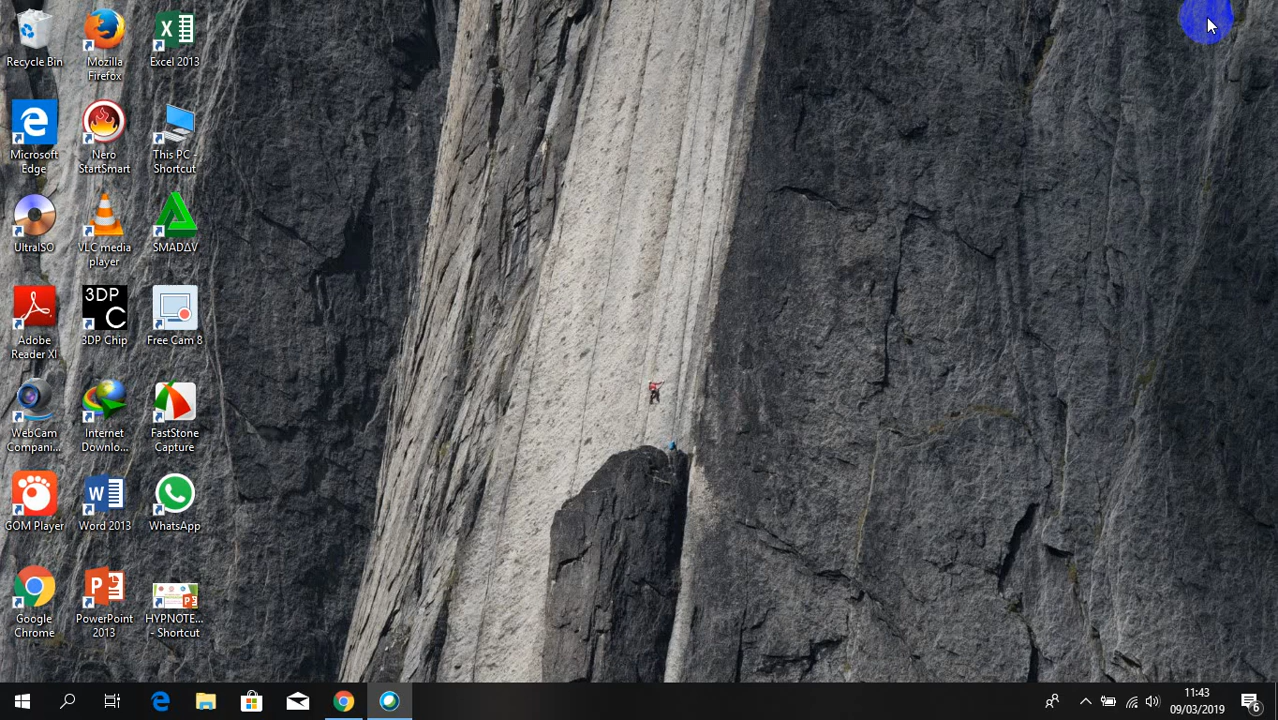 Recycle Bin
Mozilla
Firefox
Excel 2013
Microsoft
Edge
Nero
StartSmart
This PC -
Shortcut
UltraISO
VLC media
player
SMADΔV
Adobe
Reader XI
3DP
C
3DP Chip
Free Cam 8
WebCam
Compani...
Internet
Downlo...
FastStone
Capture
GOM Player
Word 2013
WhatsApp
Google
Chrome
PowerPoint
2013
HYPNOTE...
- Shortcut
11:43
09/03/2019
6